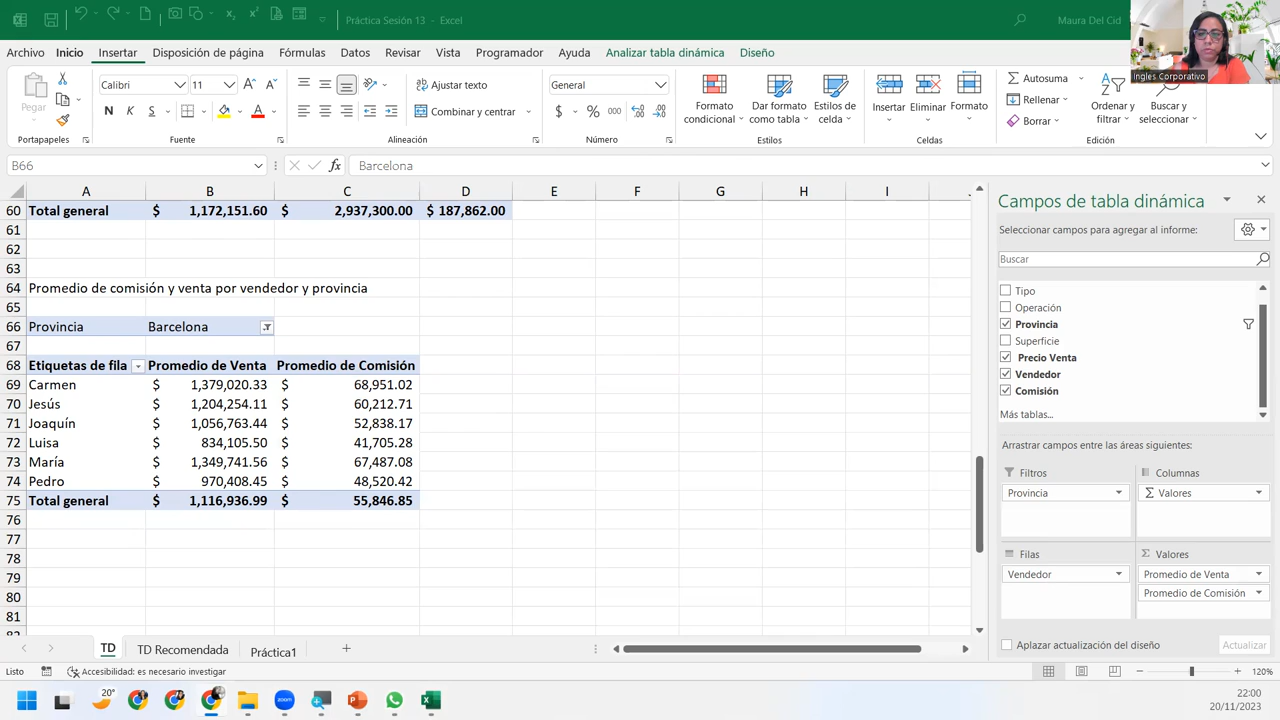 Práctica Sesión 13 - Excel
Maura Del Cid
Ingles Corporativo
Archivo Inicio Insertar Disposición de página Fórmulas Datos Revisar Vista Programador Ayuda Analizar tabla dinámica Diseño
Pegar
Portapapeles
Calibri 11
N K S
Fuente
Ajustar texto
Combinar y centrar
Alineación
General
$ % 000
Número
Formato condicional
Dar formato como tabla
Estilos de celda
Estilos
Insertar Eliminar Formato
Celdas
Autosuma
Rellenar
Borrar
Ordenar y filtrar
Buscar y seleccionar
Edición
B66 fx Barcelona
A B C D E F G H I
60 Total general $ 1,172,151.60 $ 2,937,300.00 $ 187,862.00
61
62
63
64 Promedio de comisión y venta por vendedor y provincia
65
66 Provincia Barcelona
67
68 Etiquetas de fila Promedio de Venta Promedio de Comisión
69 Carmen $ 1,379,020.33 $ 68,951.02
70 Jesús $ 1,204,254.11 $ 60,212.71
71 Joaquín $ 1,056,763.44 $ 52,838.17
72 Luisa $ 834,105.50 $ 41,705.28
73 María $ 1,349,741.56 $ 67,487.08
74 Pedro $ 970,408.45 $ 48,520.42
75 Total general $ 1,116,936.99 $ 55,846.85
76
77
78
79
80
81
Campos de tabla dinámica
Seleccionar campos para agregar al informe:
Buscar
Tipo
Operación
Provincia
Superficie
Precio Venta
Vendedor
Comisión
Más tablas...
Arrastrar campos entre las áreas siguientes:
Filtros
Provincia
Columnas
Σ Valores
Filas
Vendedor
Σ Valores
Promedio de Venta
Promedio de Comisión
Aplazar actualización del diseño Actualizar
TD TD Recomendada Práctica1 +
Listo Accesibilidad: es necesario investigar 120%
20°
zoom
22:00
20/11/2023